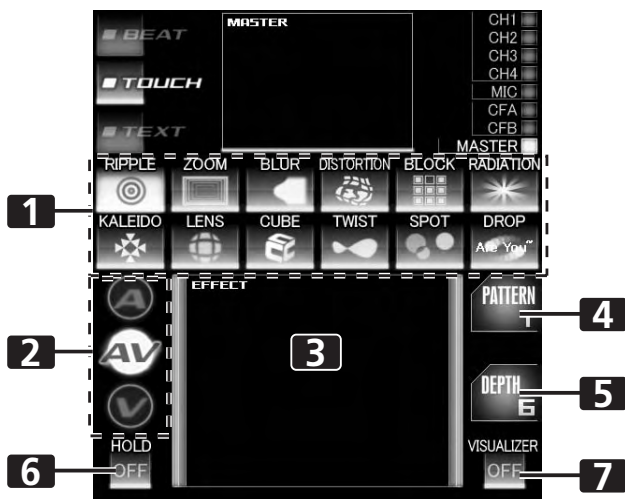 BEAT
MASTER
TOUCH
TEXT
CH1
CH2
CH3
CH4
MIC
CFA
CFB
MASTER
RIPPLE ZOOM BLUR DISTORTION BLOCK RADIATION
1
KALEIDO LENS CUBE TWIST SPOT DROP
Are You~
A
EFFECT
PATTERN
1
4
2
AV
3
DEPTH
6
5
V
HOLD
OFF
6
VISUALIZER
OFF
7